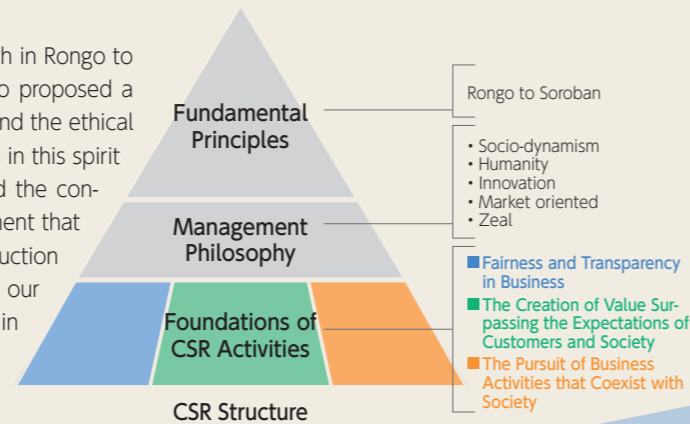 h in Rongo to
o proposed a
nd the ethical
in this spirit
d the con-
nent that
uction
our
in
Fundamental
Principles
Rongo to Soroban
• Socio-dynamism
• Humanity
• Innovation
• Market oriented
• Zeal
Management
Philosophy
Foundations of
CSR Activities
Fairness and Transparency
in Business
The Creation of Value Sur-
passing the Expectations of
Customers and Society
The Pursuit of Business
Activities that Coexist with
Society
CSR Structure